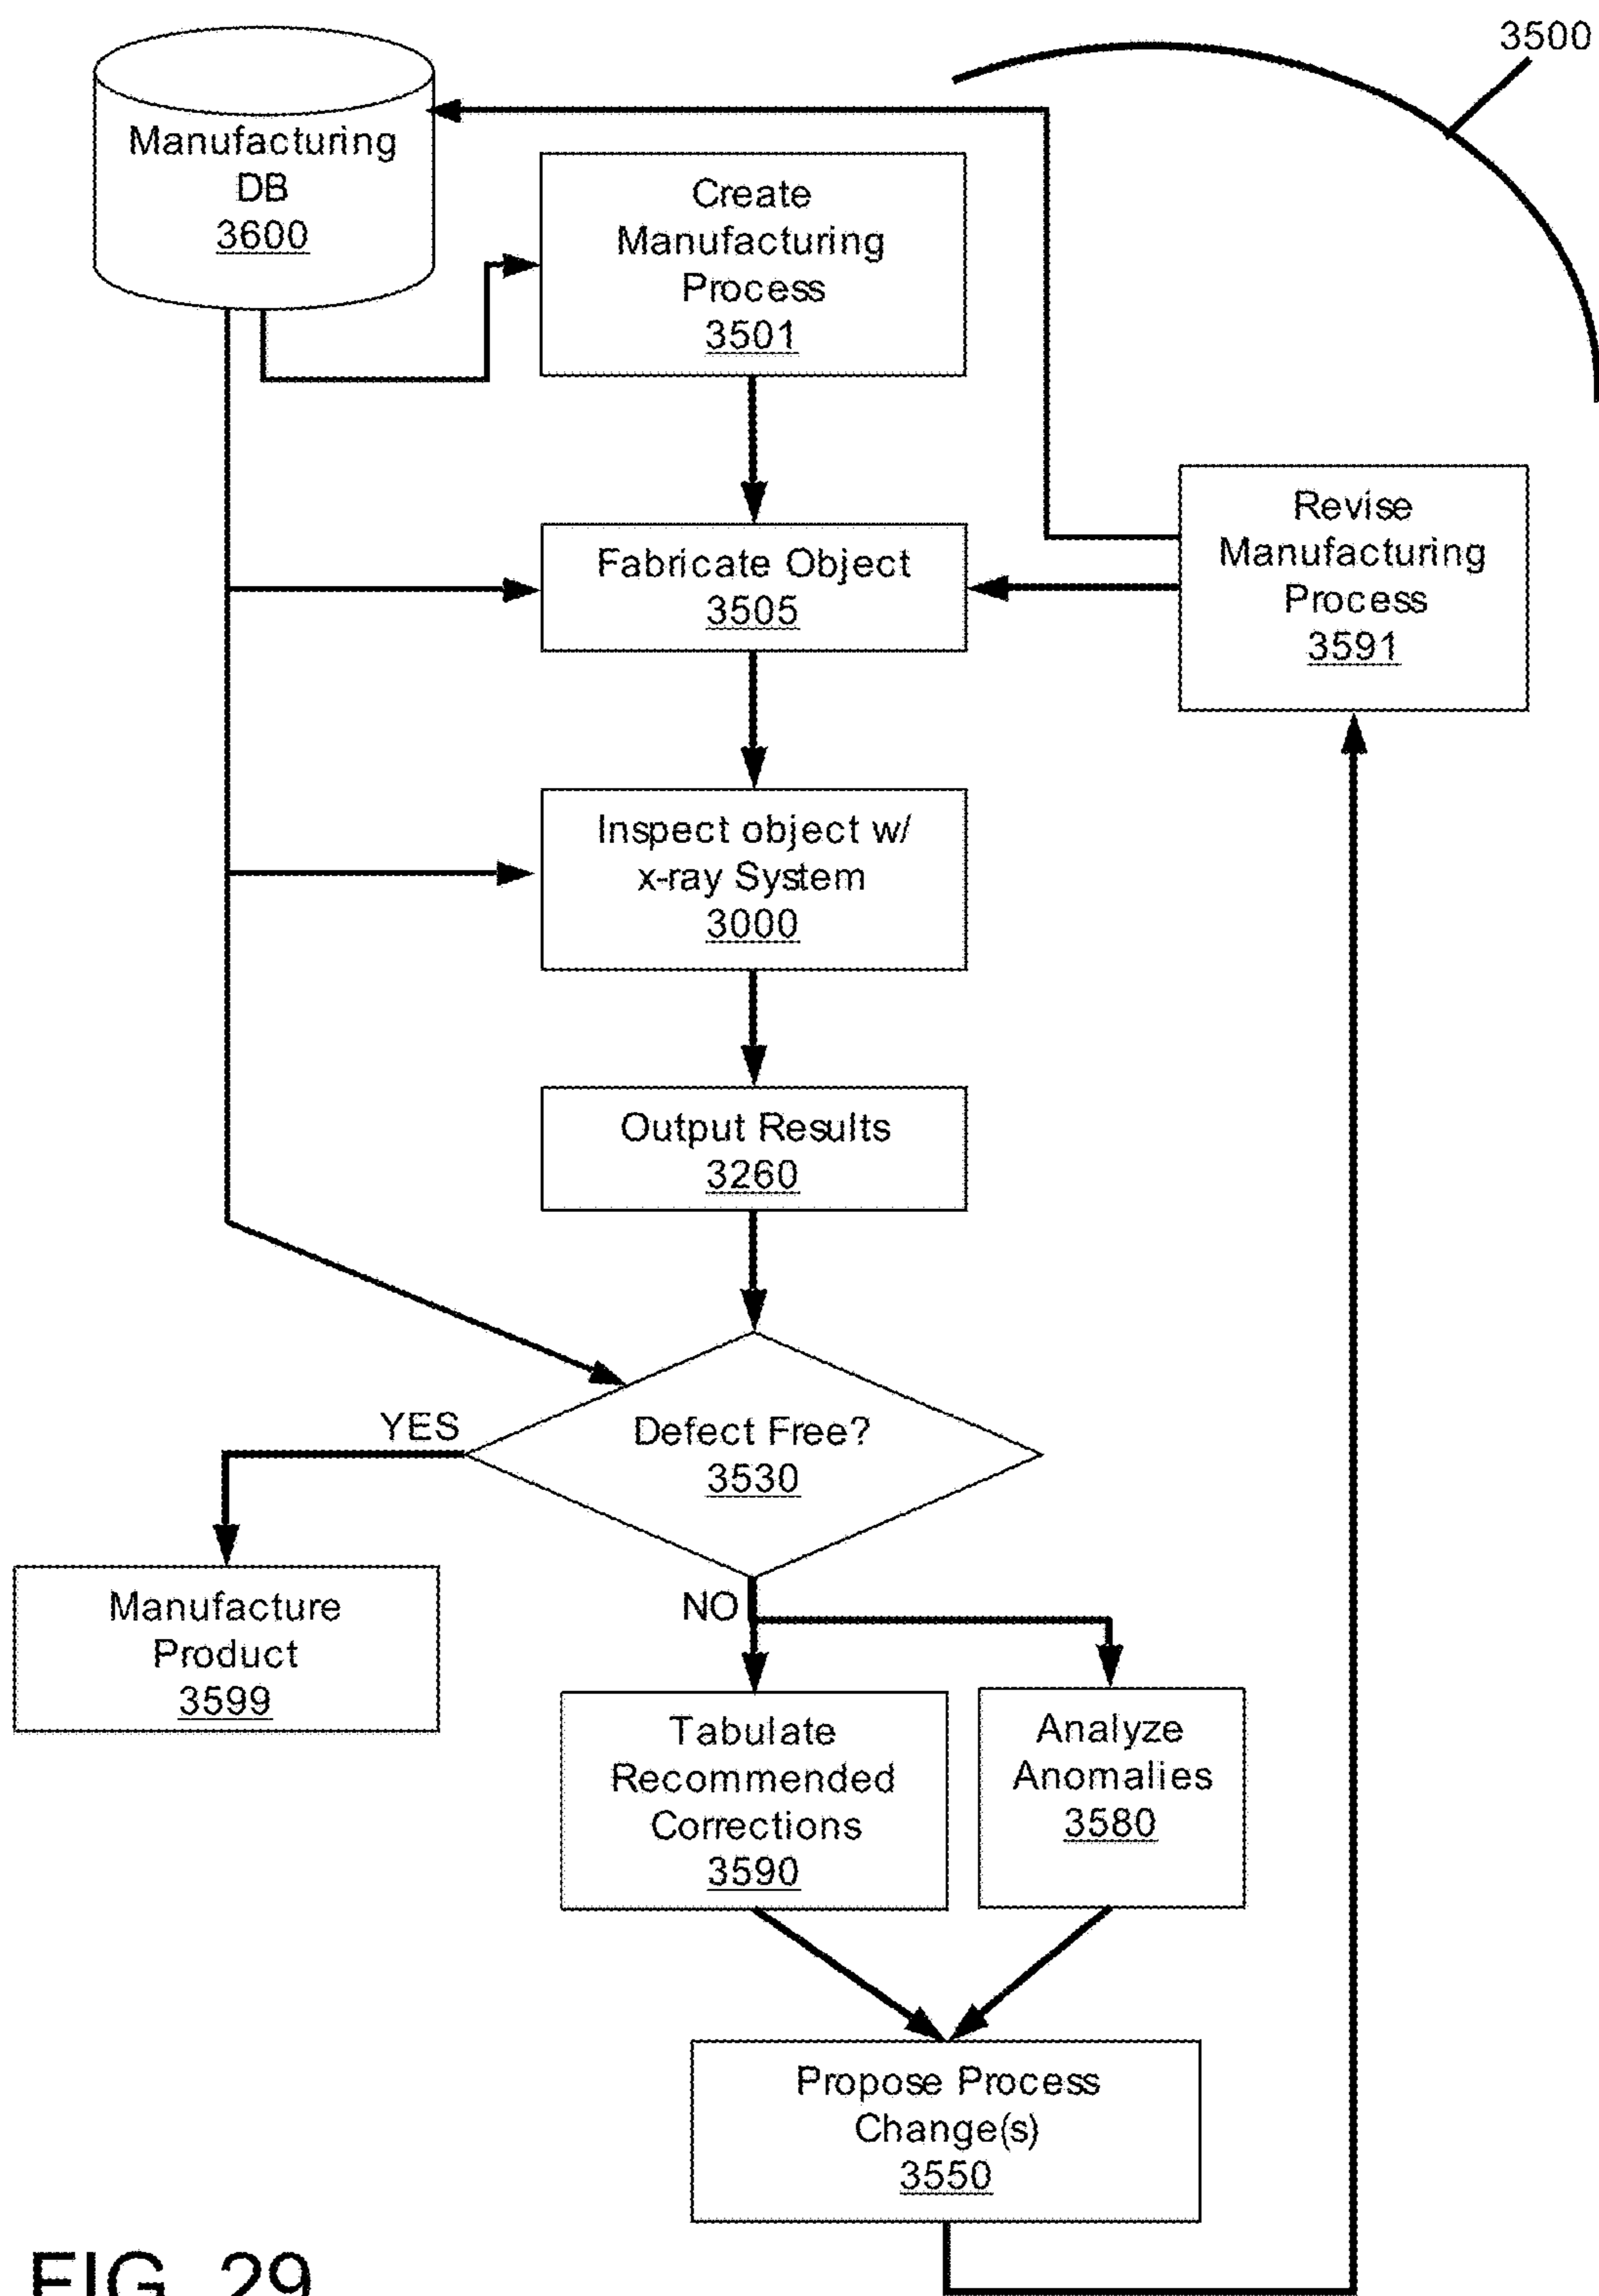 3500
Manufacturing
DB
3600
Create
Manufacturing
Process
3501
Revise
Manufacturing
Process
3591
Fabricate Object
3505
Inspect object w/
x-ray System
3000
Output Results
3260
Defect Free?
3530
YES
NO
Manufacture
Product
3599
Tabulate
Recommended
Corrections
3590
Analyze
Anomalies
3580
Propose Process
Change(s)
3550
FIG. 29